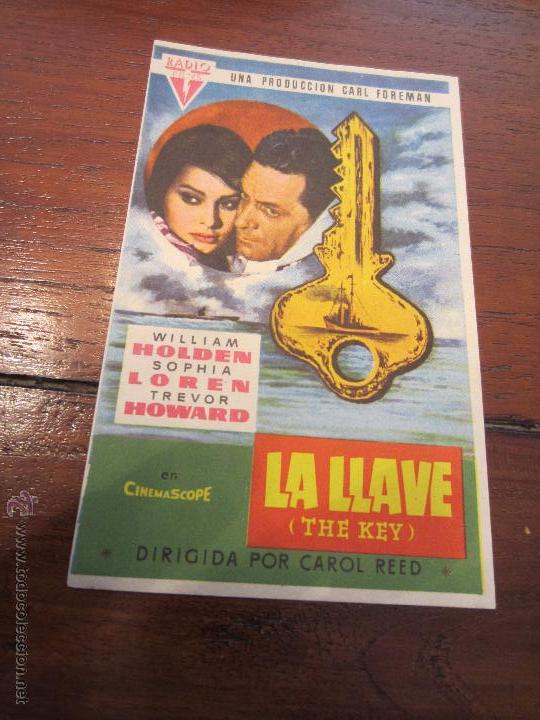 RADIO
FILMS
UNA PRODUCCION CARL FOREMAN
WILLIAM
HOLDEN
SOPHIA
LOREN
TREVOR
HOWARD
en
CINEMASCOPE
LA LLAVE
(THE KEY)
* DIRIGIDA POR CAROL REED *
www.todocoleccion.net